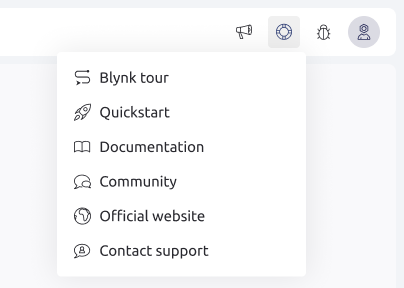 Blynk tour
Quickstart
Documentation
Community
Official website
Contact support